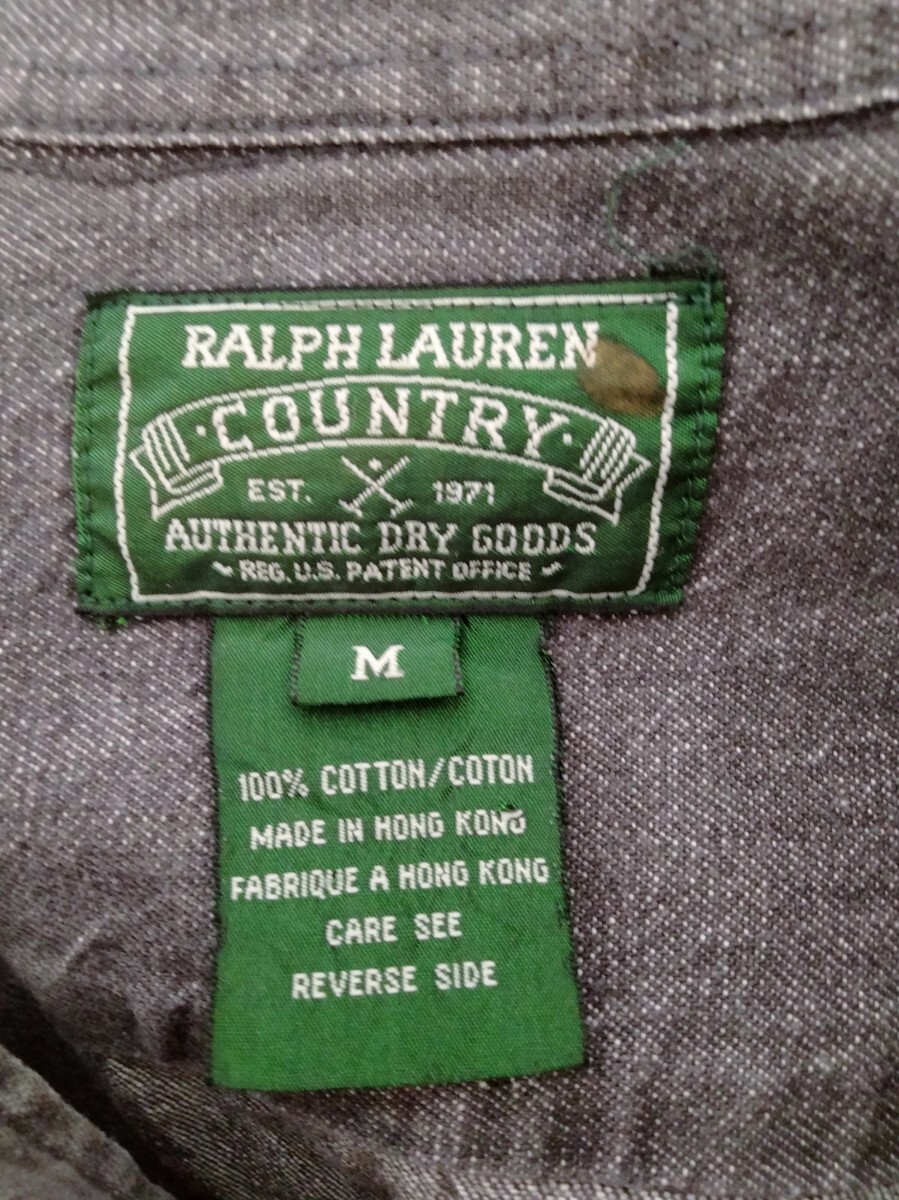 RALPH LAUREN
·COUNTRY·
EST. 1971
AUTHENTIC DRY GOODS
~ REG. U.S. PATENT OFFICE ~
M
100% COTTON/COTON
MADE IN HONG KONG
FABRIQUE A HONG KONG
CARE SEE
REVERSE SIDE